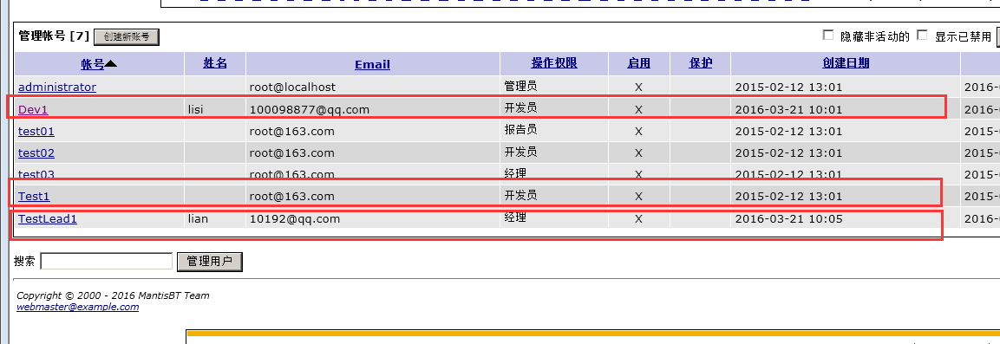 管理帐号 [7] 创建新账号 隐藏非活动的 显示已禁用
帐号 姓名 Email 操作权限 启用 保护 创建日期
administrator root@localhost 管理员 X 2015-02-12 13:01 2016-
Dev1 lisi 100098877@qq.com 开发员 X 2016-03-21 10:01 2016-
test01 root@163.com 报告员 X 2015-02-12 13:01 2015-
test02 root@163.com 开发员 X 2015-02-12 13:01 2015-
test03 root@163.com 经理 X 2015-02-12 13:01 2015-
Test1 root@163.com 开发员 X 2015-02-12 13:01 2015-
TestLead1 lian 10192@qq.com 经理 X 2016-03-21 10:05 2016-
搜索 管理用户
Copyright © 2000 - 2016 MantisBT Team
webmaster@example.com